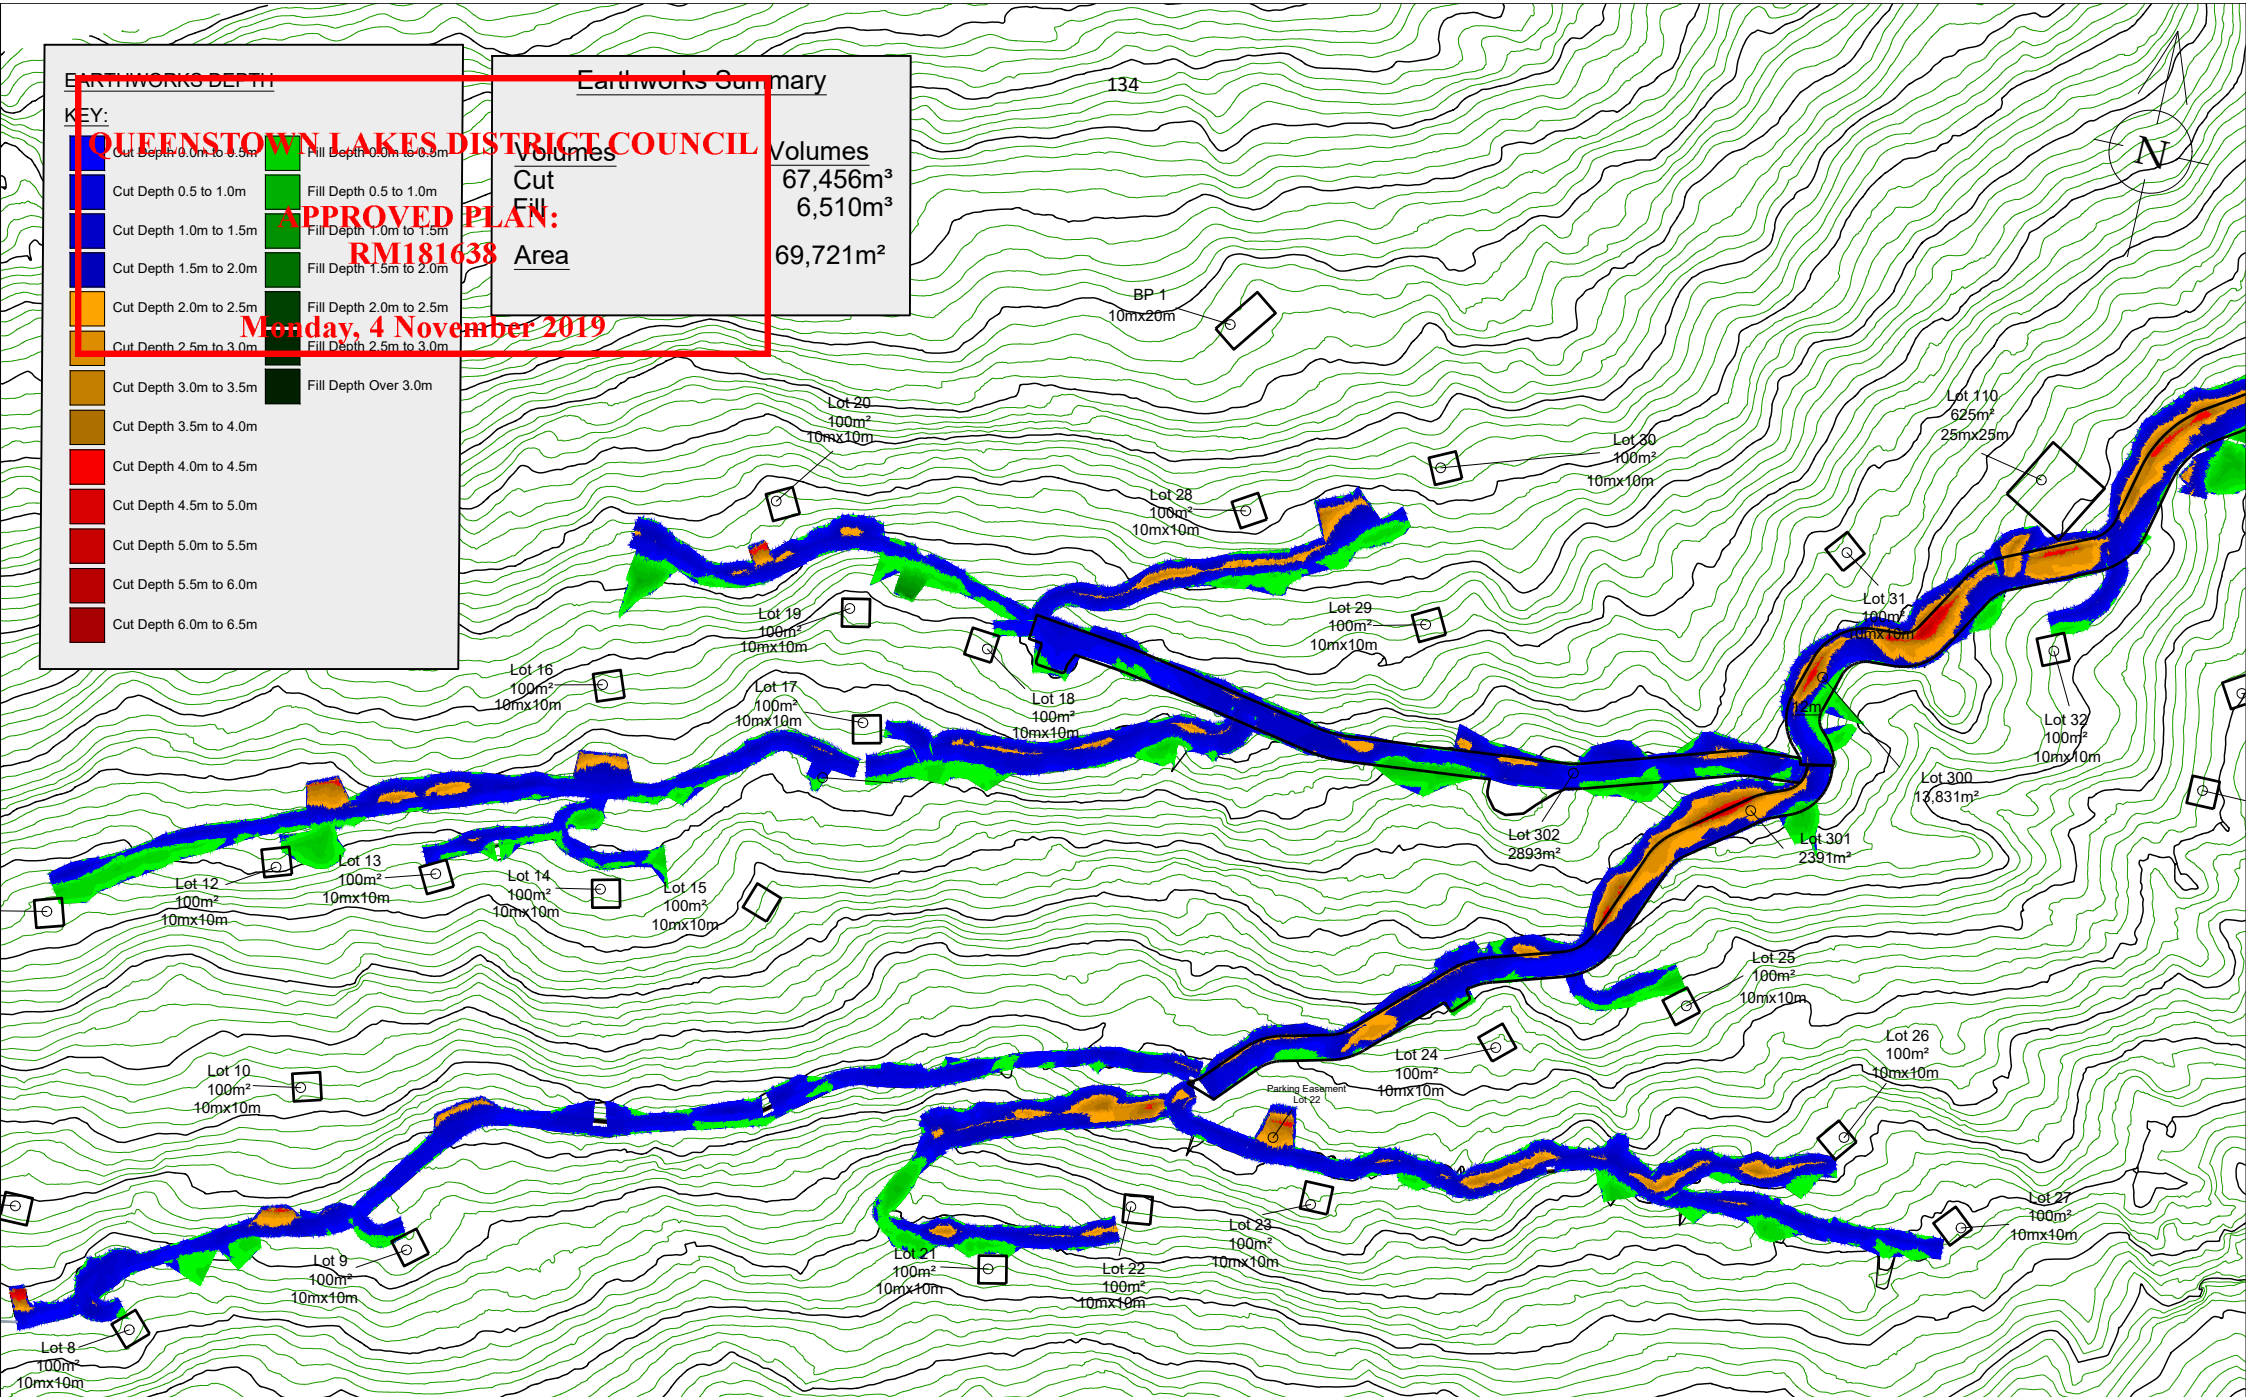 EARTHWORKS DEPTH
KEY:
Cut Depth 0.0m to 0.5m
Cut Depth 0.5 to 1.0m
Cut Depth 1.0m to 1.5m
Cut Depth 1.5m to 2.0m
Cut Depth 2.0m to 2.5m
Cut Depth 2.5m to 3.0m
Cut Depth 3.0m to 3.5m
Cut Depth 3.5m to 4.0m
Cut Depth 4.0m to 4.5m
Cut Depth 4.5m to 5.0m
Cut Depth 5.0m to 5.5m
Cut Depth 5.5m to 6.0m
Cut Depth 6.0m to 6.5m
Fill Depth 0.0m to 0.5m
Fill Depth 0.5 to 1.0m
Fill Depth 1.0m to 1.5m
Fill Depth 1.5m to 2.0m
Fill Depth 2.0m to 2.5m
Fill Depth 2.5m to 3.0m
Fill Depth Over 3.0m
QUEENSTOWN LAKES DISTRICT COUNCIL
APPROVED PLAN:
RM181638
Monday, 4 November 2019
Earthworks Summary
Volumes Volumes
Cut 67,456m³
Fill 6,510m³
Area 69,721m²
134
N
BP 1
10mx20m
Lot 110
625m²
25mx25m
Lot 20
100m²
10mx10m
Lot 30
100m²
10mx10m
Lot 28
100m²
10mx10m
Lot 19
100m²
10mx10m
Lot 29
100m²
10mx10m
Lot 31
100m²
10mx10m
Lot 16
100m²
10mx10m
Lot 17
100m²
10mx10m
Lot 18
100m²
10mx10m
12m
Lot 32
100m²
10mx10m
Lot 300
13,831m²
Lot 302
2893m²
Lot 301
2391m²
Lot 12
100m²
10mx10m
Lot 13
100m²
10mx10m
Lot 14
100m²
10mx10m
Lot 15
100m²
10mx10m
Lot 25
100m²
10mx10m
Lot 26
100m²
10mx10m
Lot 24
100m²
10mx10m
Lot 10
100m²
10mx10m
Parking Easement
Lot 22
Lot 27
100m²
10mx10m
Lot 23
100m²
10mx10m
Lot 9
100m²
10mx10m
Lot 21
100m²
10mx10m
Lot 22
100m²
10mx10m
Lot 8
100m²
10mx10m